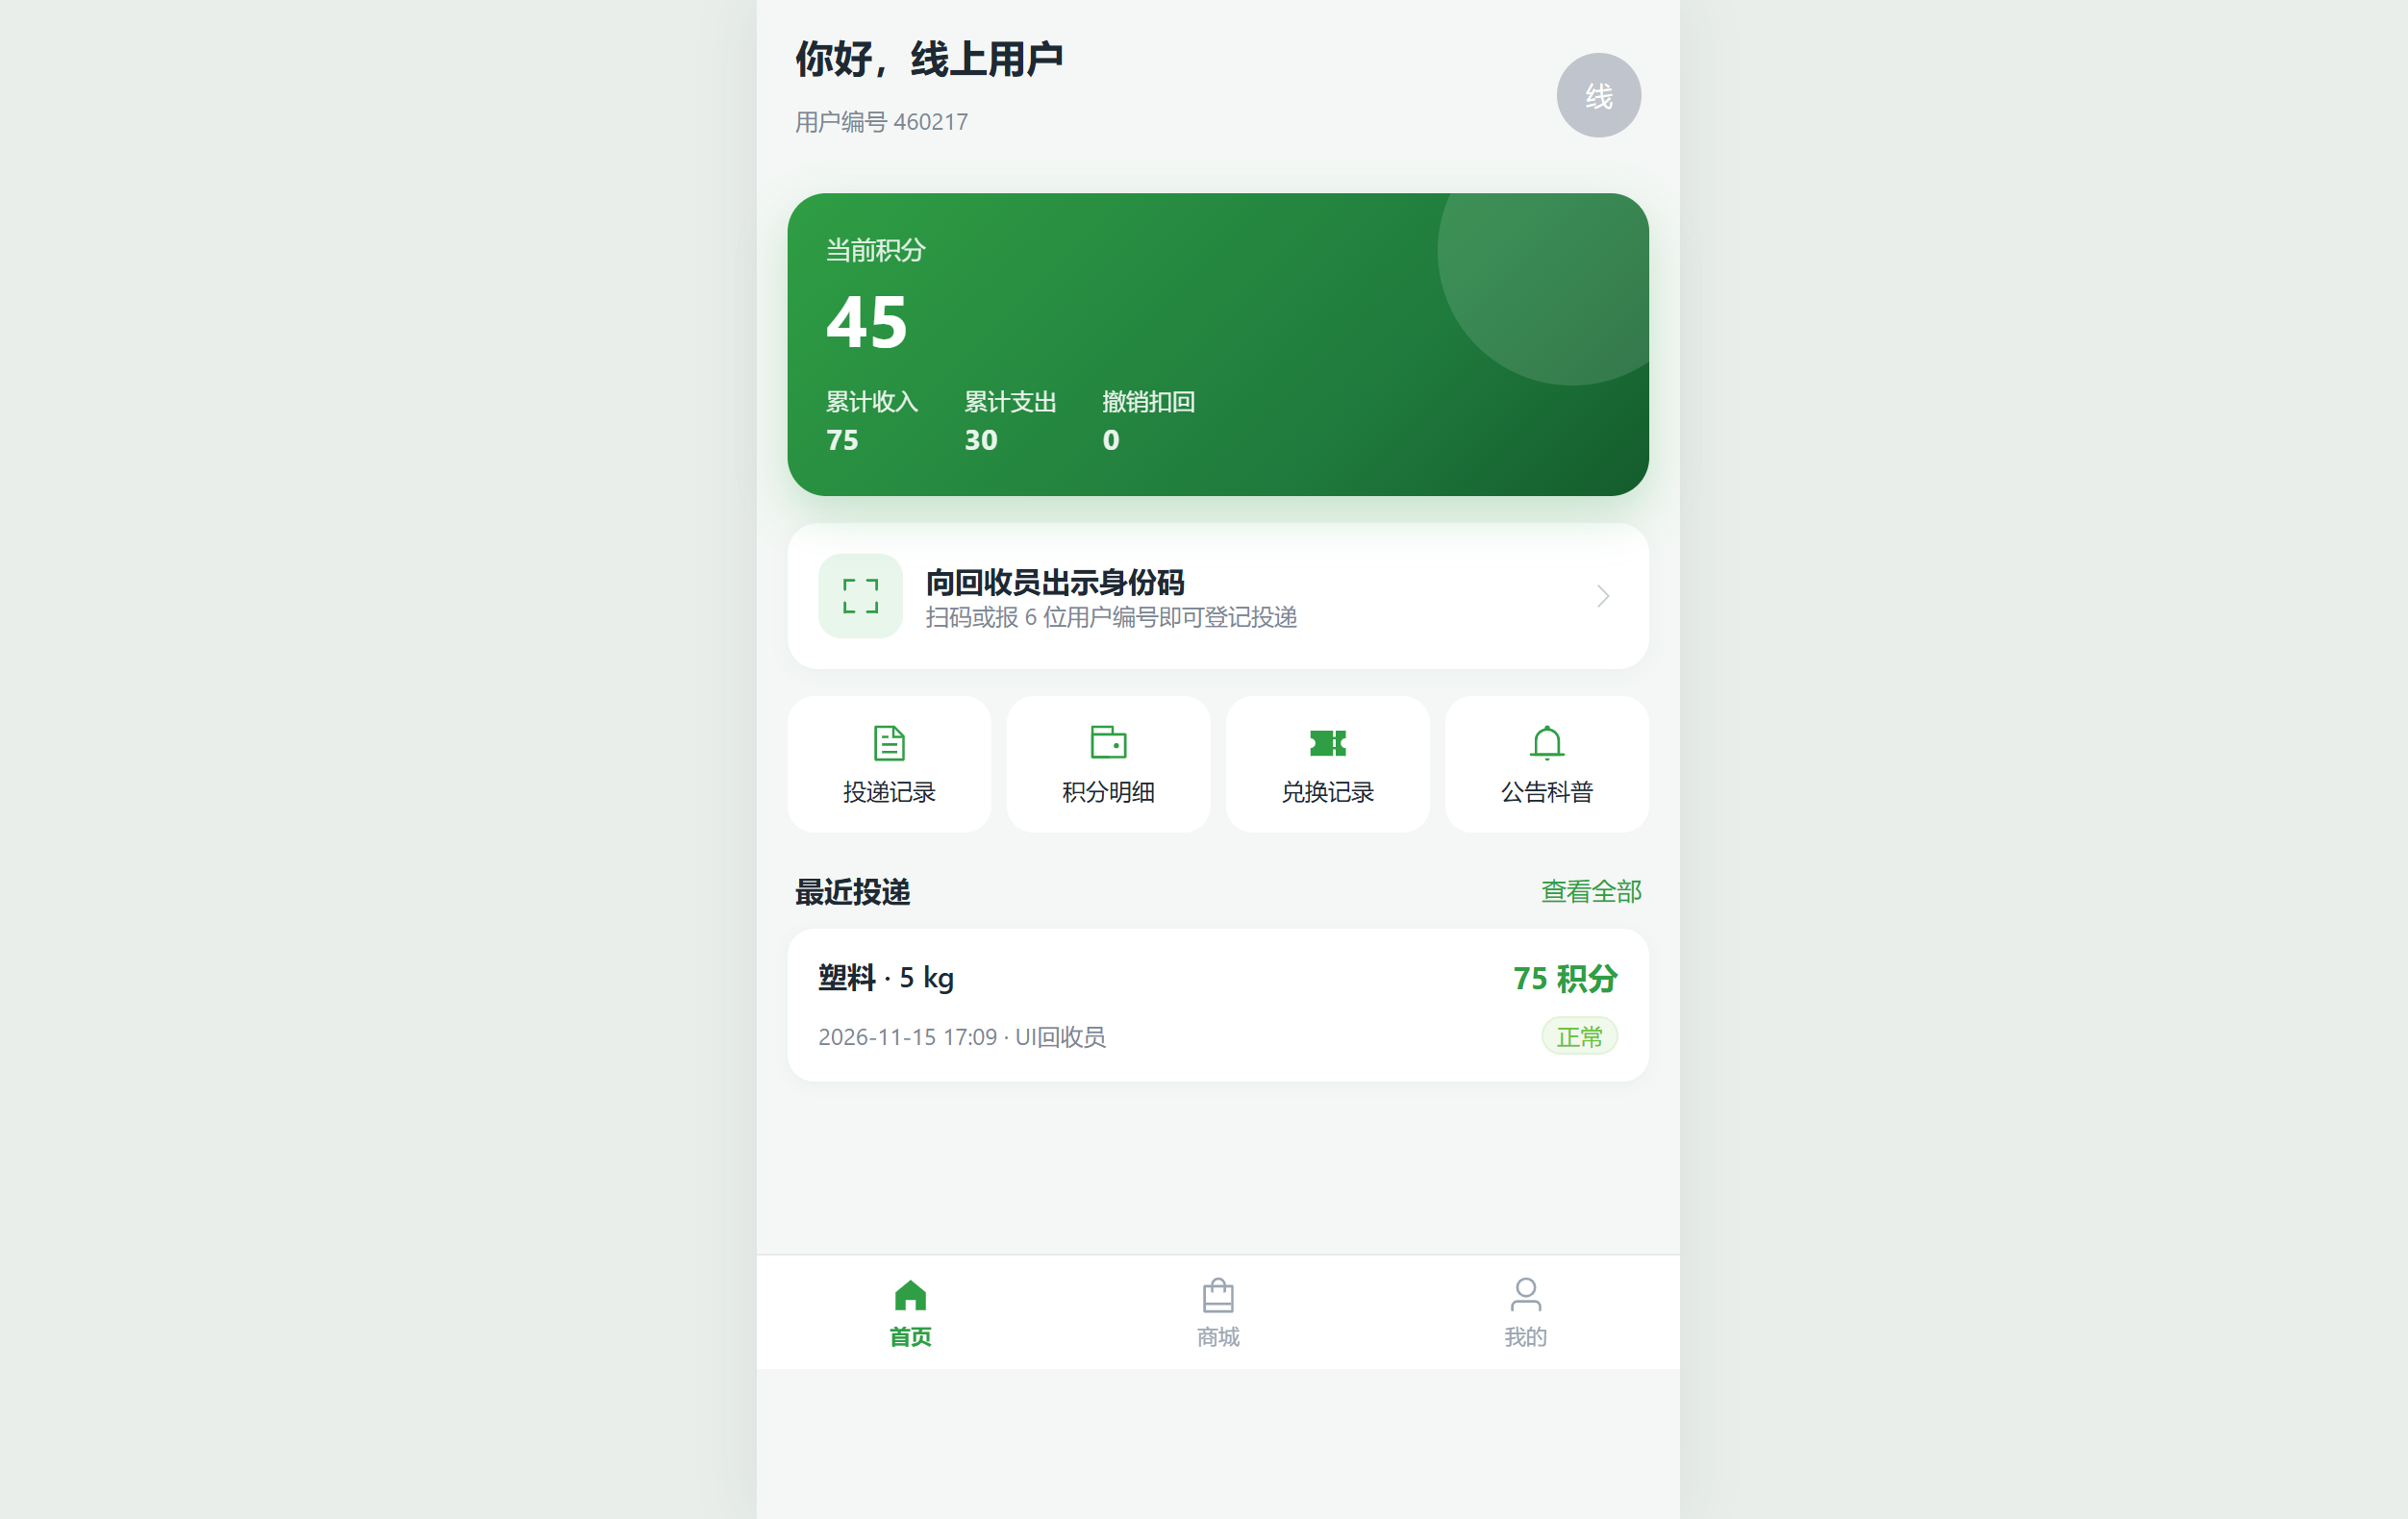 你好，线上用户
线
用户编号 460217
当前积分
45
累计收入 累计支出 撤销扣回
75 30 0
向回收员出示身份码
扫码或报 6 位用户编号即可登记投递
投递记录 积分明细 兑换记录 公告科普
最近投递 查看全部
塑料 · 5 kg 75 积分
2026-11-15 17:09 · UI回收员 正常
首页 商城 我的